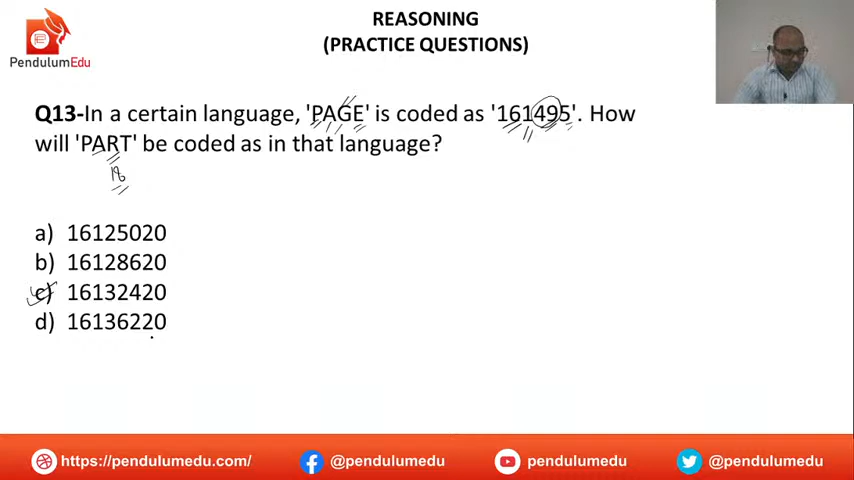 REASONING
(PRACTICE QUESTIONS)
PendulumEdu
Q13-In a certain language, 'PAGE' is coded as '161495'. How
will 'PART' be coded as in that language?
18
a) 16125020
b) 16128620
c) 16132420
d) 16136220
https://pendulumedu.com/
@pendulumedu
pendulumedu
@pendulumedu